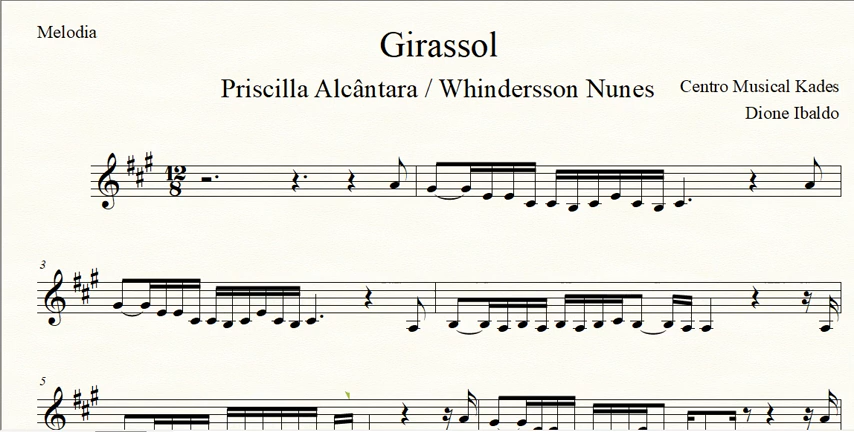 Melodia
Girassol
Priscilla Alcântara / Whindersson Nunes
Centro Musical Kades
Dione Ibaldo
12
8
3
5